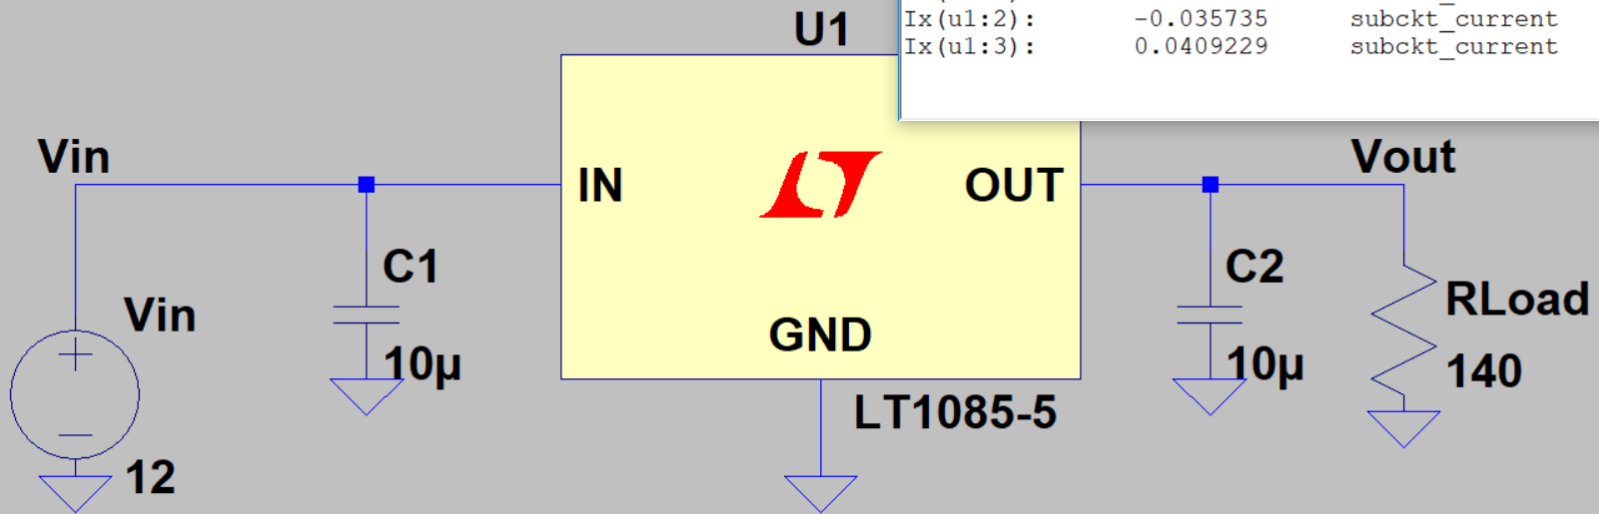 U1
Ix(u1:2): -0.035735 subckt_current
Ix(u1:3): 0.0409229 subckt_current
Vin
IN
OUT
Vout
C1
10µ
C2
10µ
Vin
12
RLoad
140
GND
LT1085-5